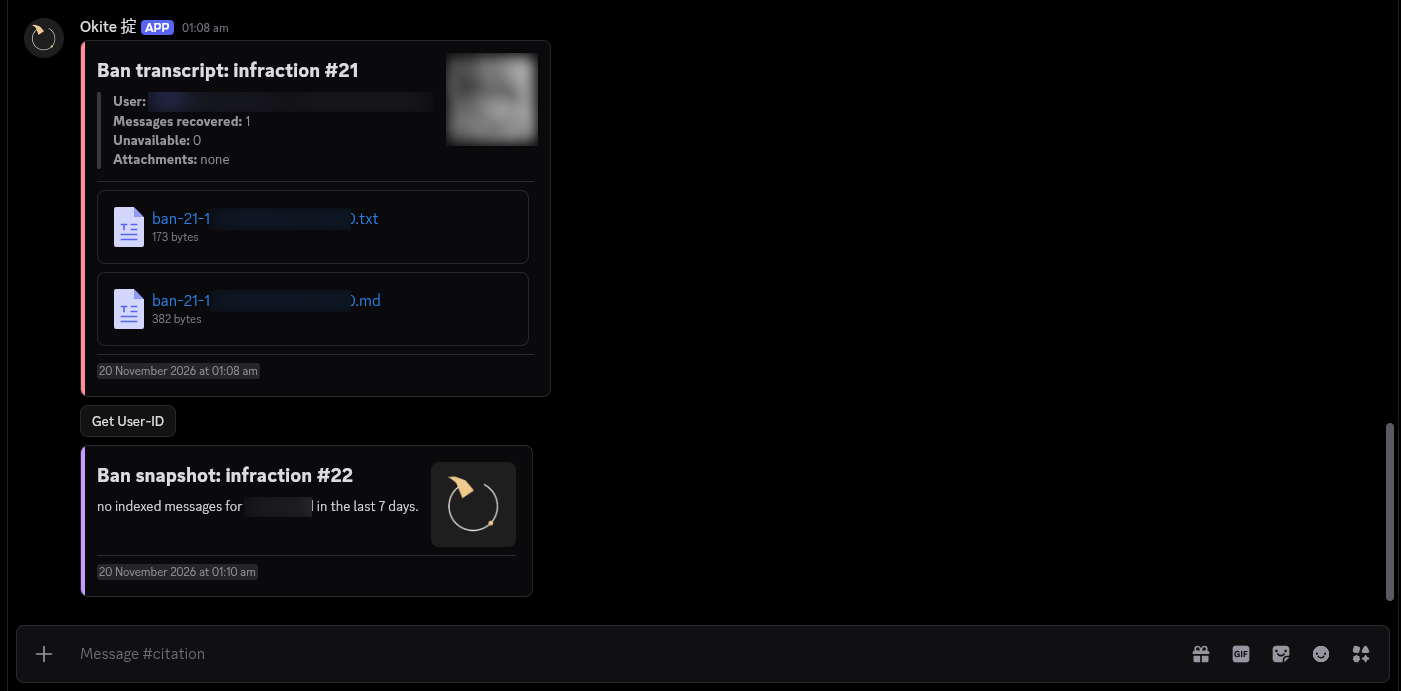 Okite 掟 APP 01:08 am
Ban transcript: infraction #21
User:
Messages recovered: 1
Unavailable: 0
Attachments: none
ban-21-1 0.txt
173 bytes
ban-21-1 0.md
382 bytes
20 November 2026 at 01:08 am
Get User-ID
Ban snapshot: infraction #22
no indexed messages for in the last 7 days.
20 November 2026 at 01:10 am
Message #citation
GIF